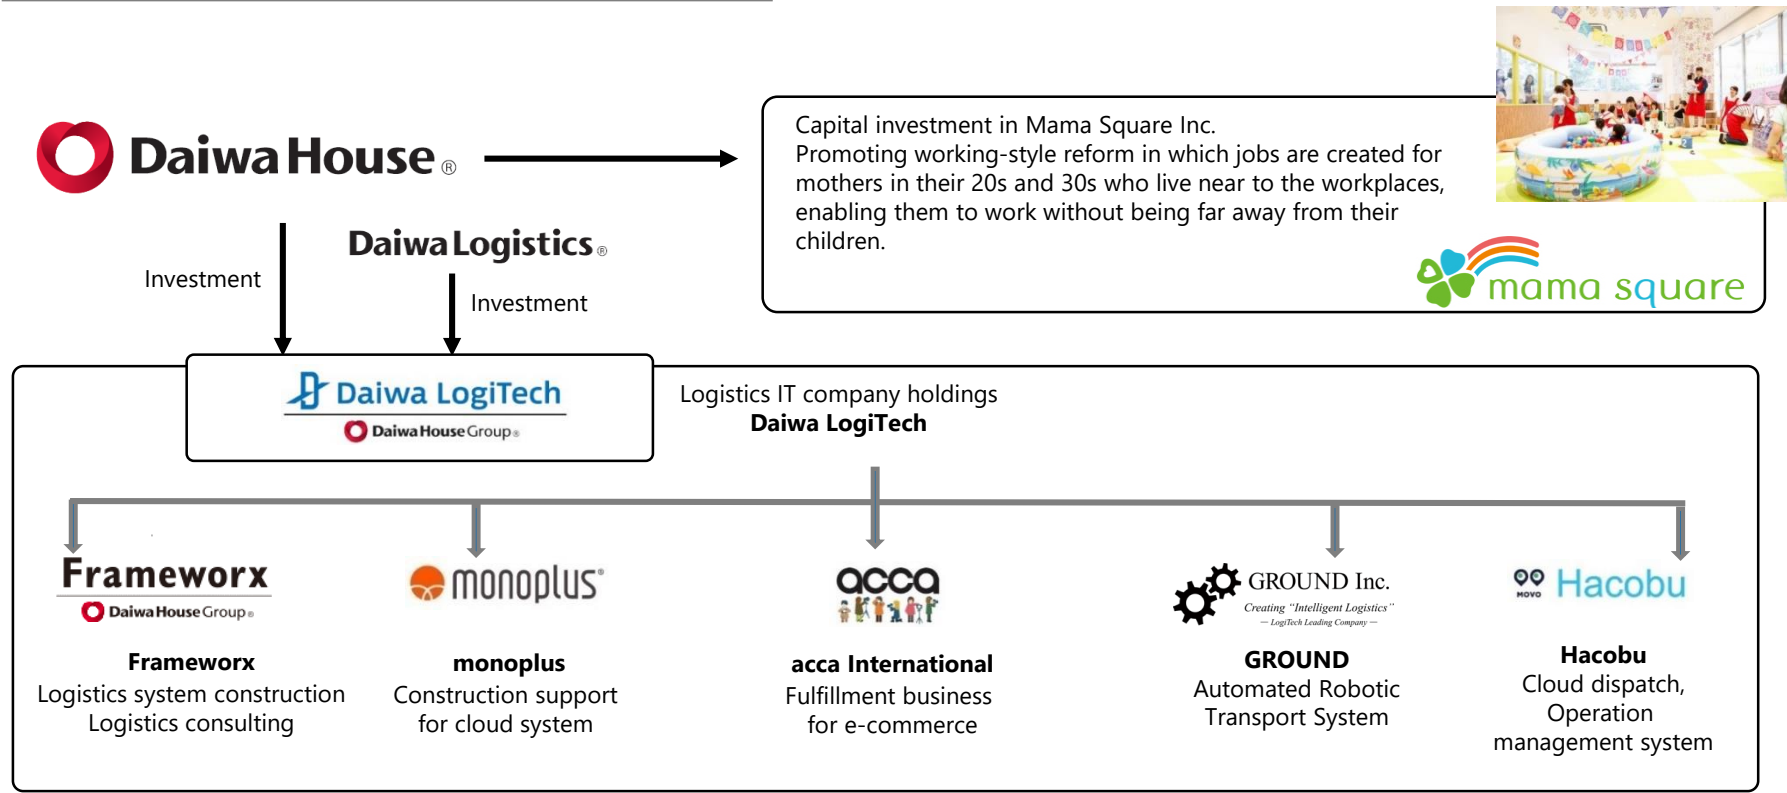 Daiwa House®
Capital investment in Mama Square Inc.
Promoting working-style reform in which jobs are created for
mothers in their 20s and 30s who live near to the workplaces,
enabling them to work without being far away from their
children.
mama square
Daiwa Logistics®
Investment
Investment
Daiwa LogiTech
Daiwa House Group®
Logistics IT company holdings
Daiwa LogiTech
Frameworx
Daiwa House Group®
Frameworx
Logistics system construction
Logistics consulting
monoplus®
monoplus
Construction support
for cloud system
acca
acca International
Fulfillment business
for e-commerce
GROUND Inc.
Creating “Intelligent Logistics”
— LogiTech Leading Company —
GROUND
Automated Robotic
Transport System
MOVO
Hacobu
Hacobu
Cloud dispatch,
Operation
management system